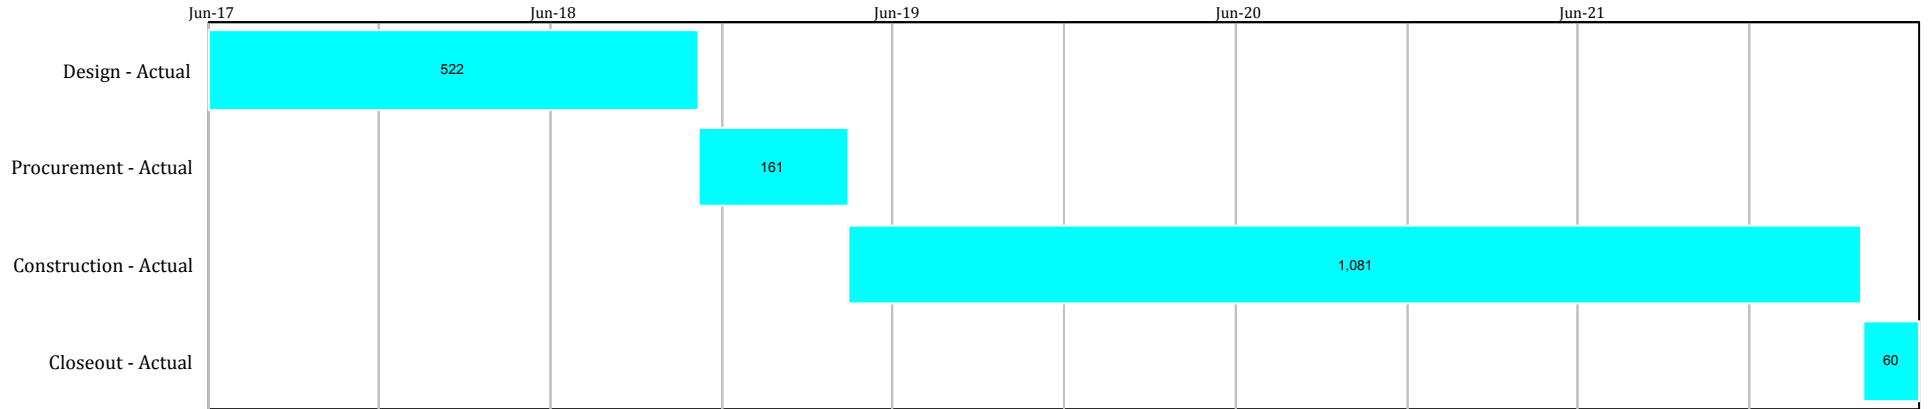 Jun-17 Jun-18 Jun-19 Jun-20 Jun-21
Design - Actual 522
Procurement - Actual 161
Construction - Actual 1,081
Closeout - Actual 60